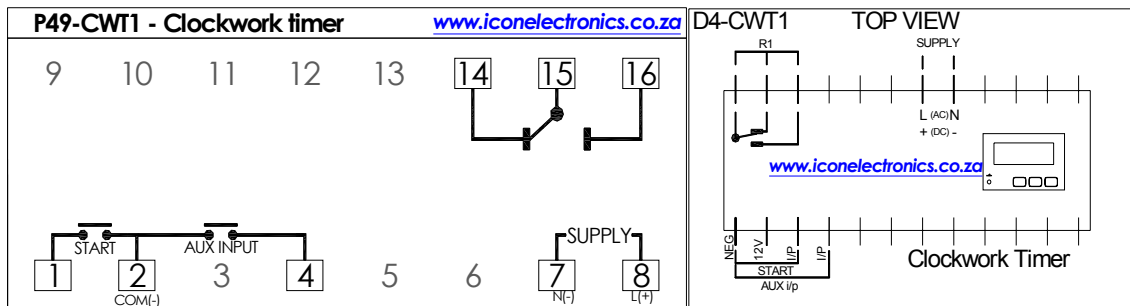 P49-CWT1 - Clockwork timer www.iconelectronics.co.za
9 10 11 12 13 14 15 16
START AUX INPUT SUPPLY
1 2 3 4 5 6 7 8
COM(-) N(-) L(+)
D4-CWT1 TOP VIEW
R1 SUPPLY
L (AC) N
+ (DC) -
www.iconelectronics.co.za
NEG 12V I/P I/P
Clockwork Timer
START
AUX i/p